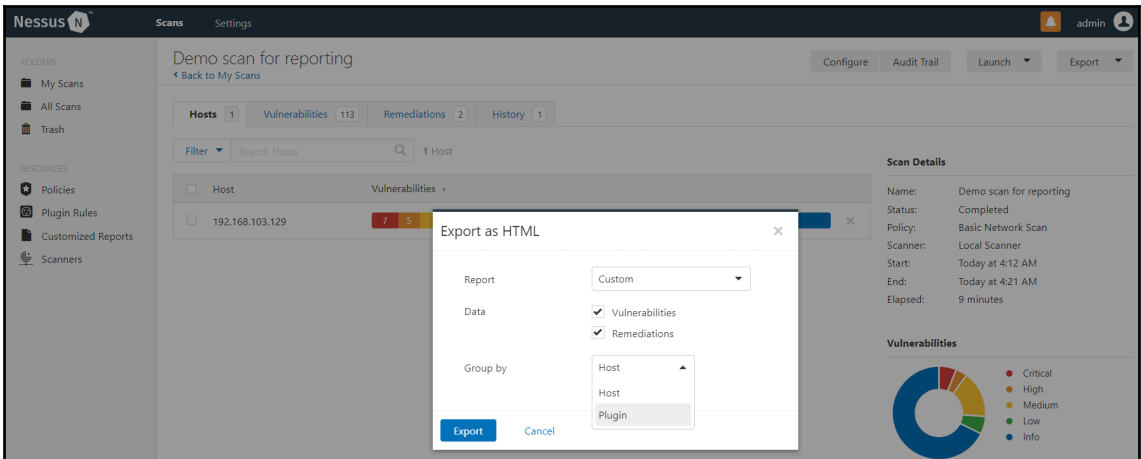 Nessus N
Scans Settings
admin
FOLDERS
My Scans
All Scans
Trash
RESOURCES
Policies
Plugin Rules
Customized Reports
Scanners
Demo scan for reporting
Back to My Scans
Configure Audit Trail Launch Export
Hosts 1 Vulnerabilities 113 Remediations 2 History 1
Filter Search Hosts 1 Host
Host Vulnerabilities
192.168.103.129 7 5
Export as HTML
Report Custom
Data Vulnerabilities
Remediations
Group by Host
Host
Plugin
Export Cancel
Scan Details
Name: Demo scan for reporting
Status: Completed
Policy: Basic Network Scan
Scanner: Local Scanner
Start: Today at 4:12 AM
End: Today at 4:21 AM
Elapsed: 9 minutes
Vulnerabilities
Critical
High
Medium
Low
Info